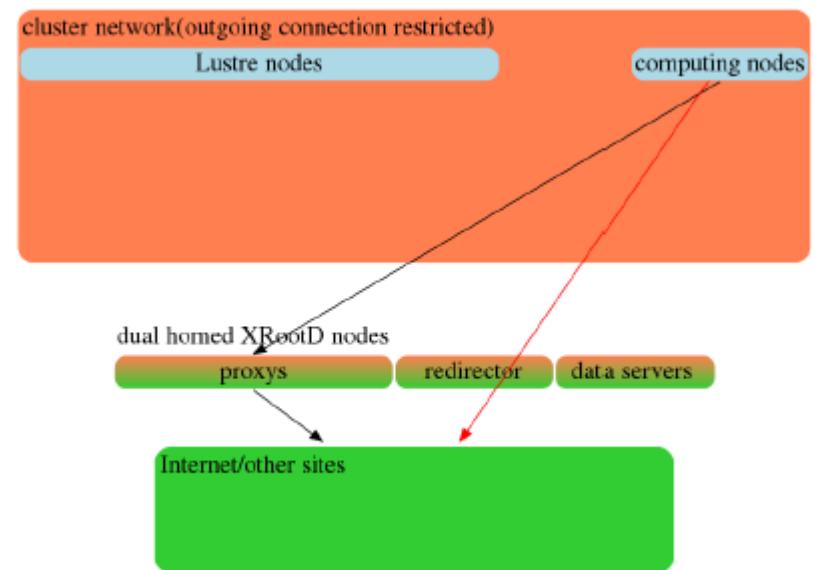 cluster network(outgoing connection restricted)
Lustre nodes
computing nodes
dual homed XRootD nodes
proxys
redirector
data servers
Internet/other sites